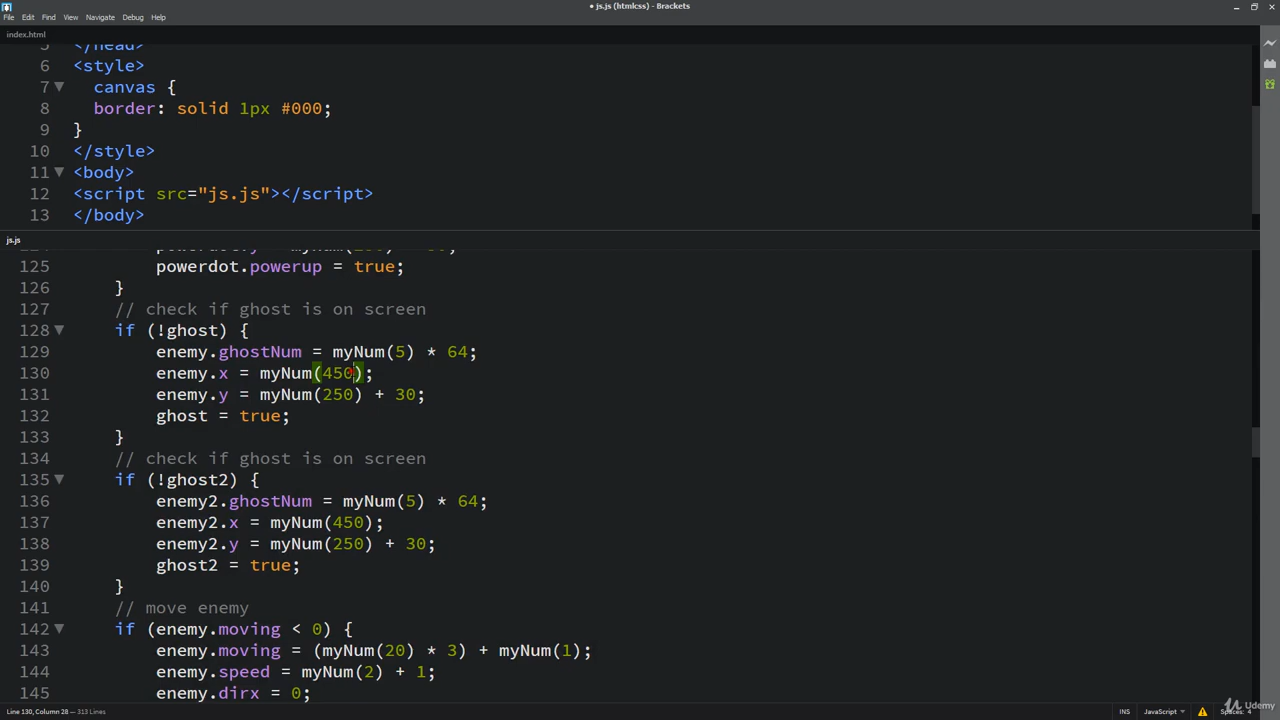 • js.js (htmlcss) - Brackets
File Edit Find View Navigate Debug Help
index.html
5 </head>
6 <style>
7 canvas {
8 border: solid 1px #000;
9 }
10 </style>
11 <body>
12 <script src="js.js"></script>
13 </body>
js.js
125 powerdot.powerup = true;
126 }
127 // check if ghost is on screen
128 if (!ghost) {
129 enemy.ghostNum = myNum(5) * 64;
130 enemy.x = myNum(450);
131 enemy.y = myNum(250) + 30;
132 ghost = true;
133 }
134 // check if ghost is on screen
135 if (!ghost2) {
136 enemy2.ghostNum = myNum(5) * 64;
137 enemy2.x = myNum(450);
138 enemy2.y = myNum(250) + 30;
139 ghost2 = true;
140 }
141 // move enemy
142 if (enemy.moving < 0) {
143 enemy.moving = (myNum(20) * 3) + myNum(1);
144 enemy.speed = myNum(2) + 1;
145 enemy.dirx = 0;
Line 130, Column 28 — 313 Lines
INS JavaScript Spaces: 4
Udemy